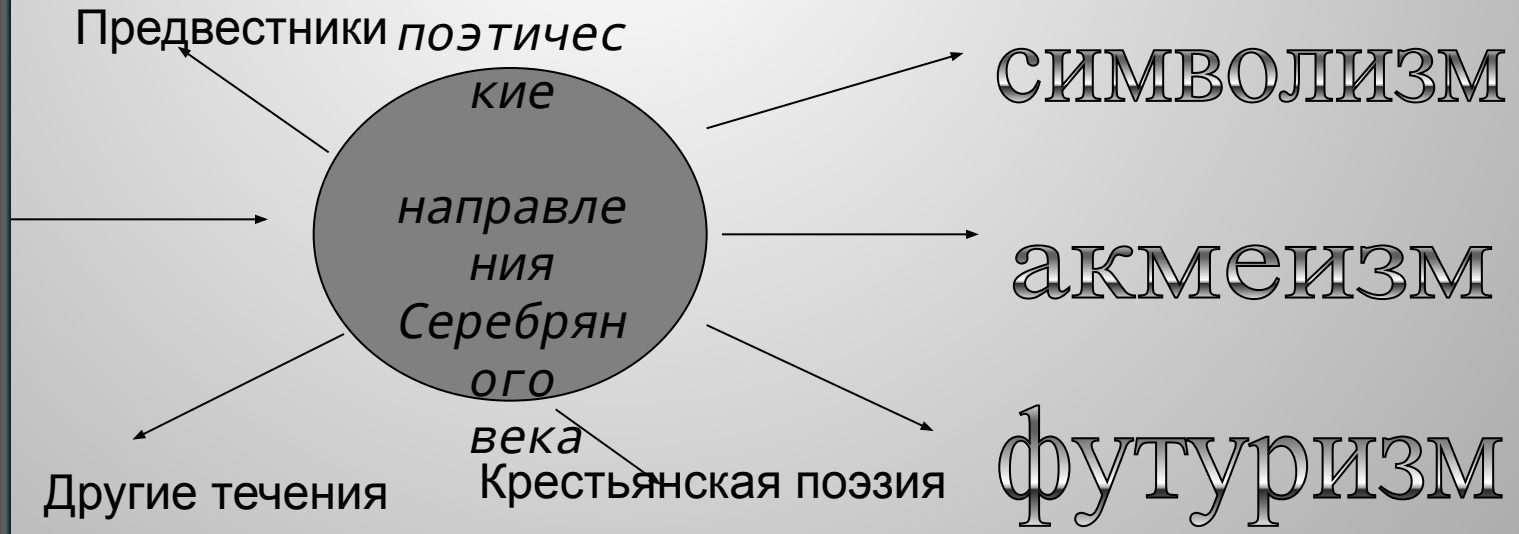 Предвестники
поэтичес
кие
направле
ния
Серебрян
ого
века
символизм
акмеизм
футуризм
Крестьянская поэзия
Другие течения